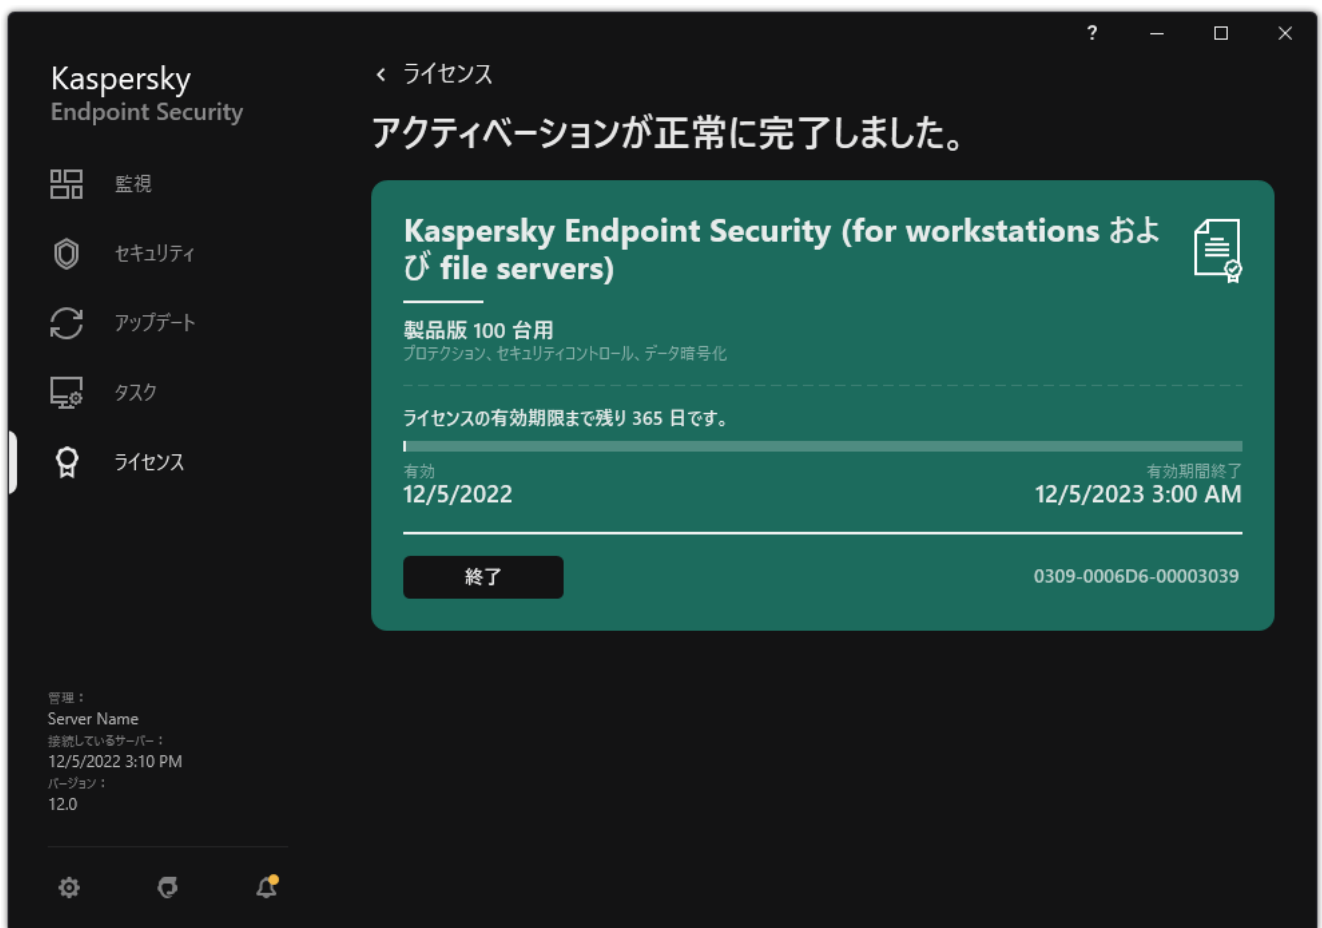 ?
Kaspersky
Endpoint Security
監視
セキュリティ
アップデート
タスク
ライセンス
管理：
Server Name
接続しているサーバー：
12/5/2022 3:10 PM
バージョン：
12.0
ライセンス
アクティベーションが正常に完了しました。
Kaspersky Endpoint Security (for workstations およ
び file servers)
製品版 100 台用
プロテクション、セキュリティコントロール、データ暗号化
ライセンスの有効期限まで残り 365 日です。
有効
12/5/2022
有効期間終了
12/5/2023 3:00 AM
終了
0309-0006D6-00003039